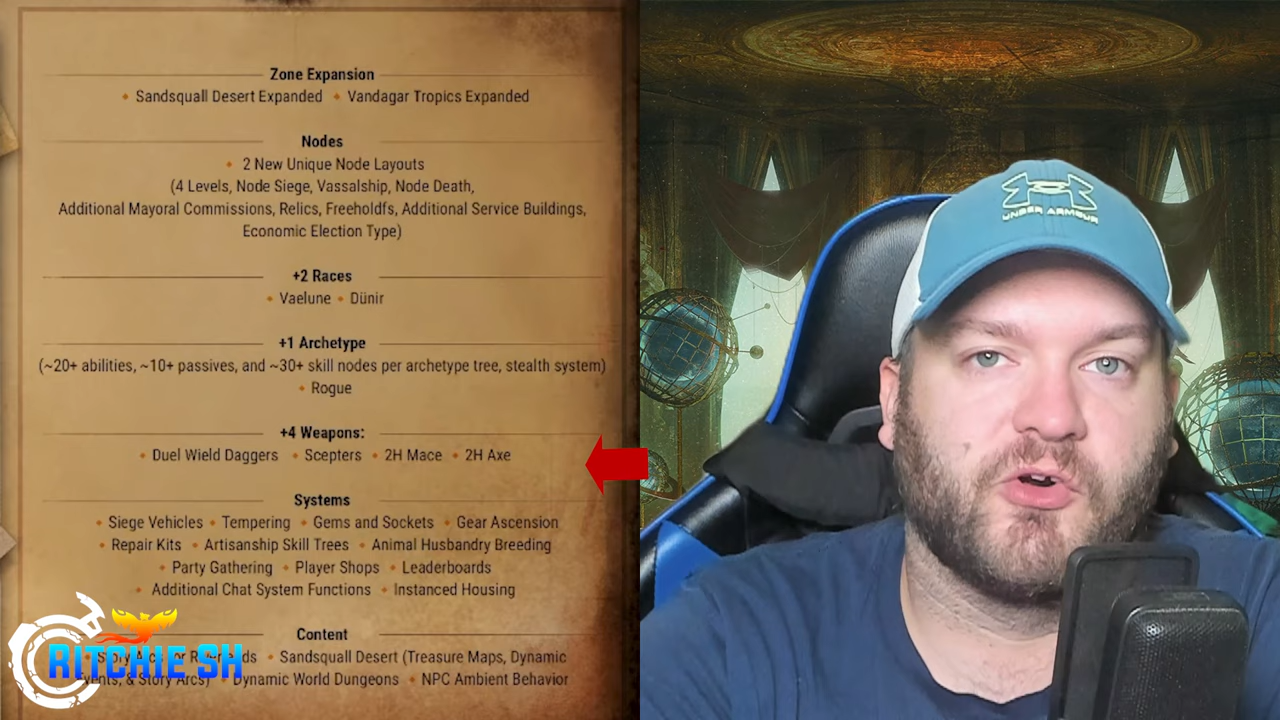 Zone Expansion
Sandsquall Desert Expanded • Vandagar Tropics Expanded
Nodes
2 New Unique Node Layouts
(4 Levels, Node Siege, Vassalship, Node Death,
Additional Mayoral Commissions, Relics, Freeholdfs, Additional Service Buildings,
Economic Election Type)
+2 Races
Vaelune • Dünir
+1 Archetype
(~20+ abilities, ~10+ passives, and ~30+ skill nodes per archetype tree, stealth system)
Rogue
+4 Weapons:
Duel Wield Daggers • Scepters • 2H Mace • 2H Axe
Systems
Siege Vehicles • Tempering • Gems and Sockets • Gear Ascension
Repair Kits • Artisanship Skill Trees • Animal Husbandry Breeding
Party Gathering • Player Shops • Leaderboards
Additional Chat System Functions • Instanced Housing
Content
Sandsquall Desert (Treasure Maps, Dynamic
Events, & Story Arcs) • Dynamic World Dungeons • NPC Ambient Behavior
RITCHIE SH
UNDER ARMOUR